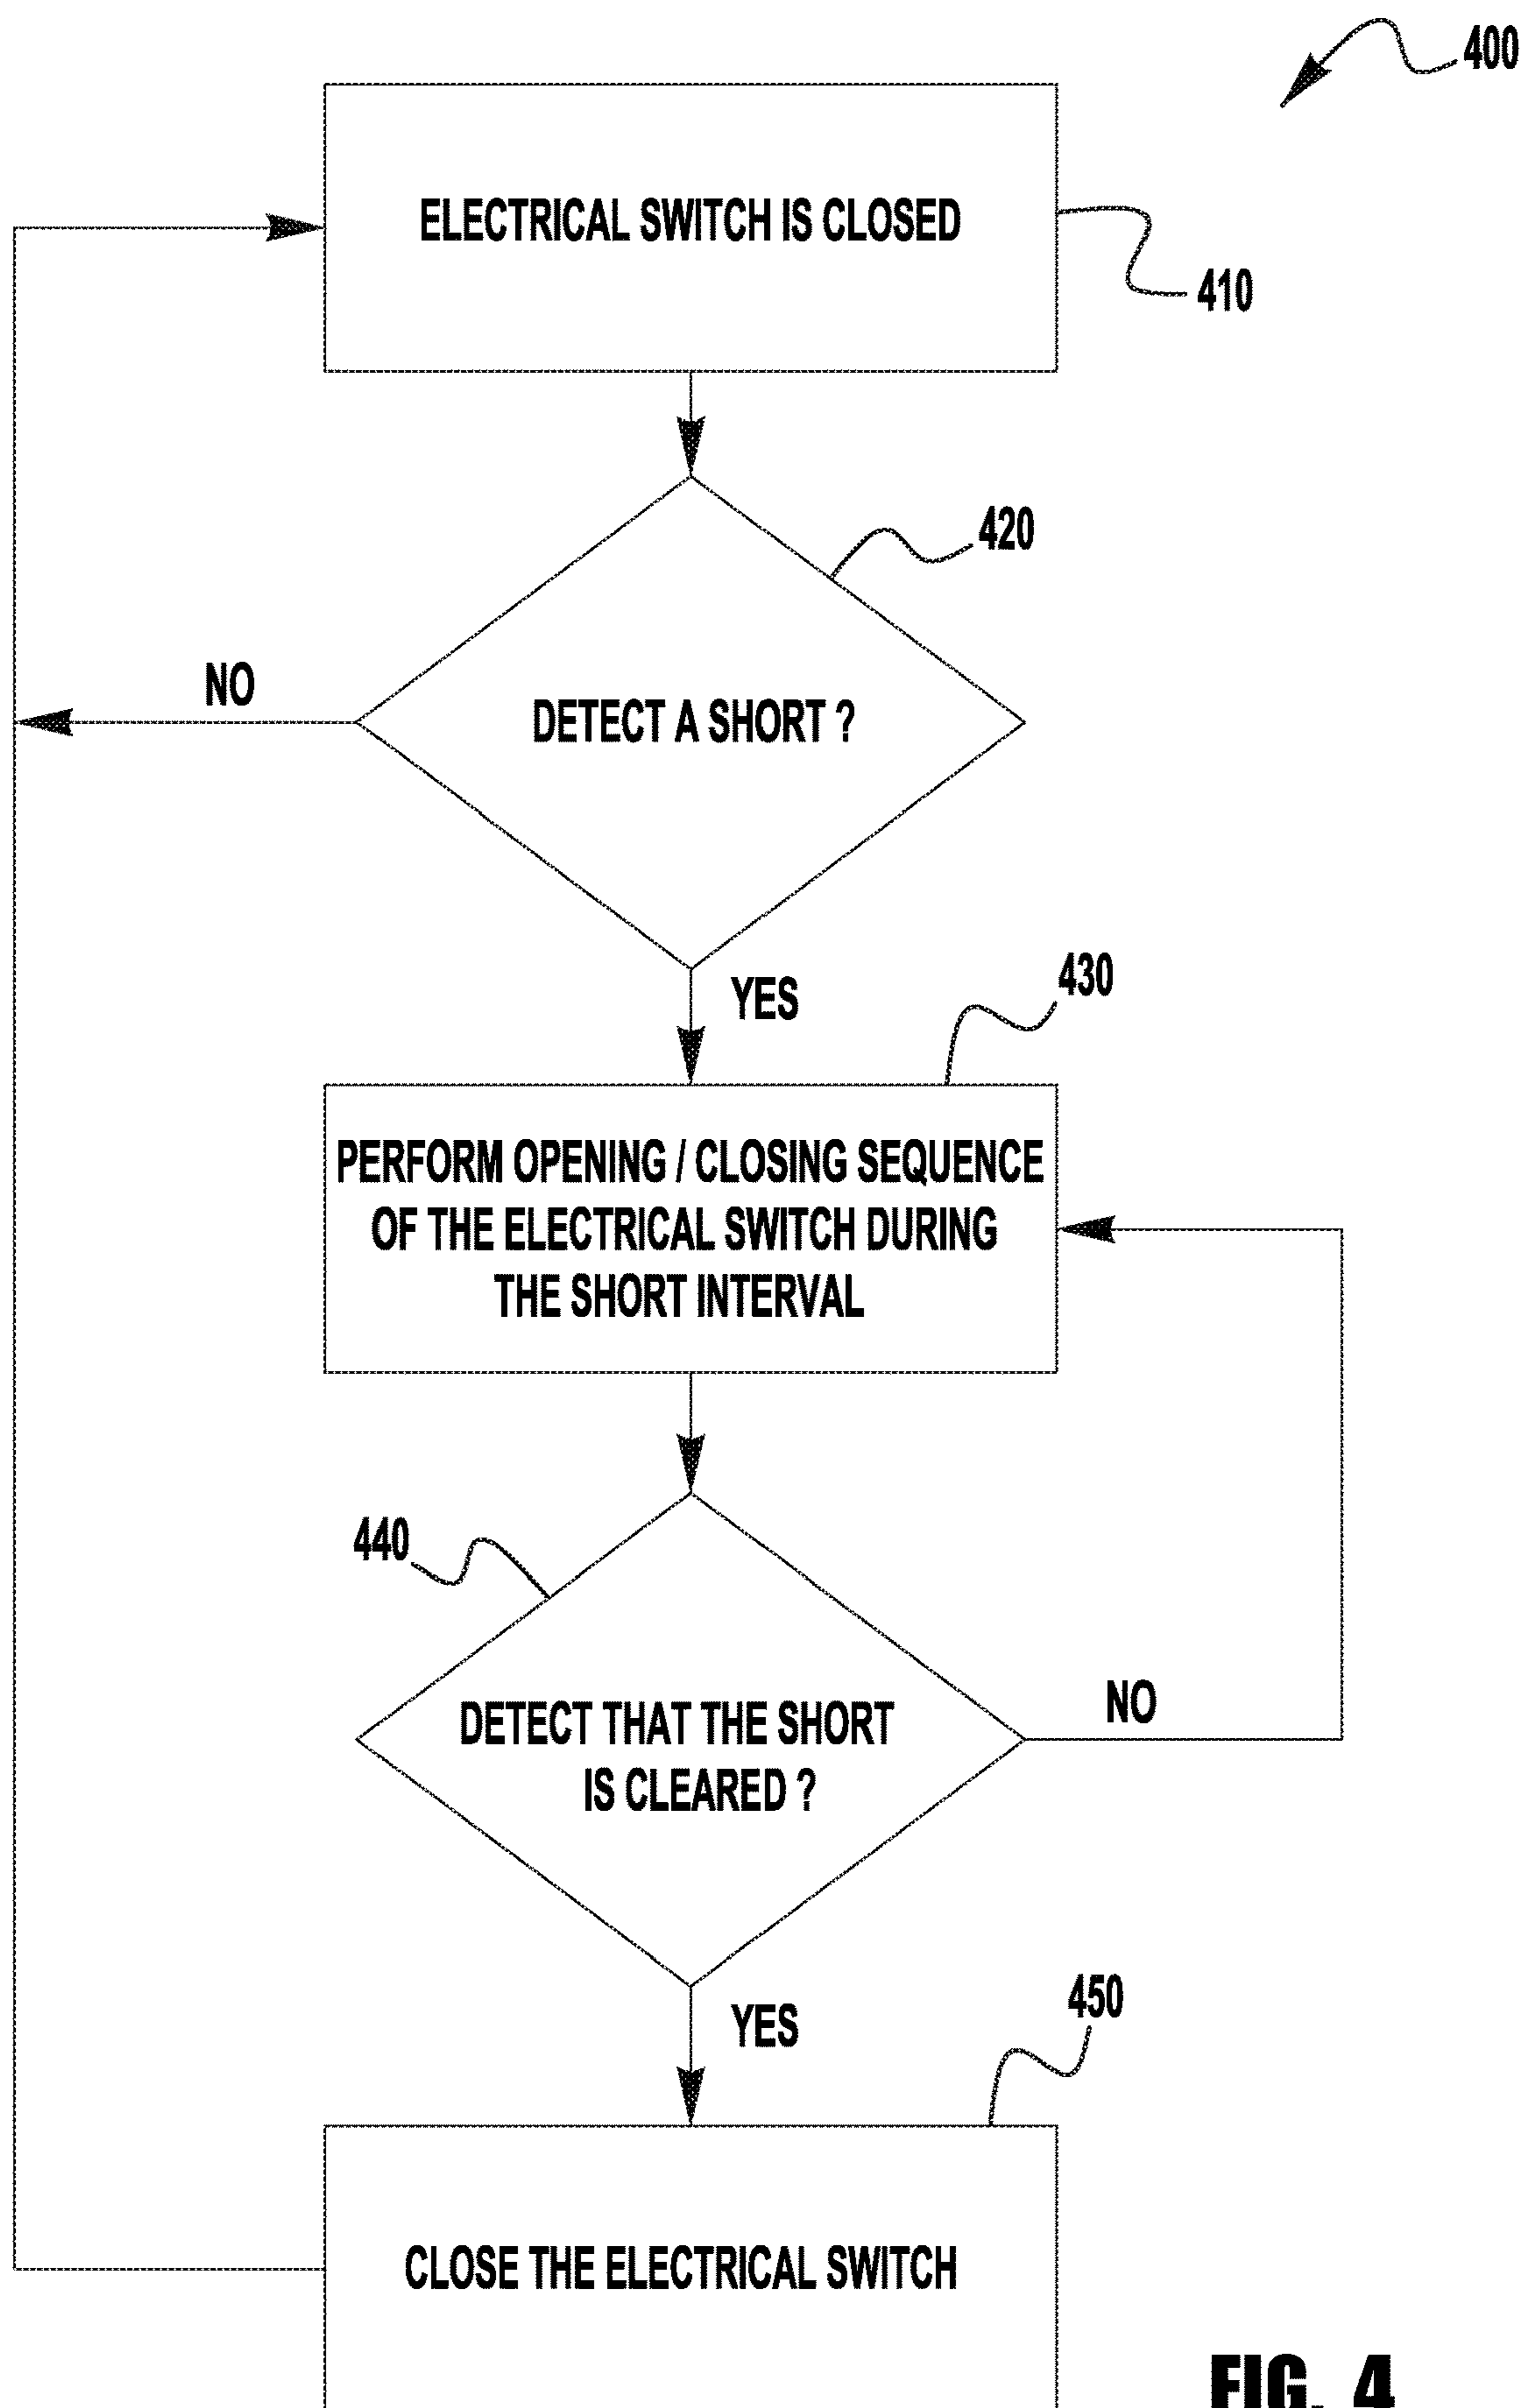 400
ELECTRICAL SWITCH IS CLOSED
410
420
NO
DETECT A SHORT ?
YES
430
PERFORM OPENING / CLOSING SEQUENCE
OF THE ELECTRICAL SWITCH DURING
THE SHORT INTERVAL
440
DETECT THAT THE SHORT
IS CLEARED ?
NO
YES
450
CLOSE THE ELECTRICAL SWITCH
FIG. 4